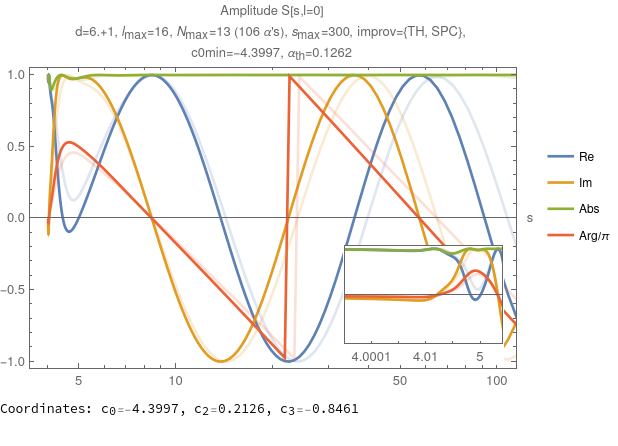 Amplitude S[s,l=0]
d=6.+1, lmax=16, Nmax=13 (106 α's), smax=300, improv={TH, SPC},
c0min=−4.3997, αth=0.1262
1.0
0.5
0.0
−0.5
−1.0
5
10
50
100
s
4.0001
4.01
5
Re
Im
Abs
Arg/π
Coordinates: c0=-4.3997, c2=0.2126, c3=-0.8461